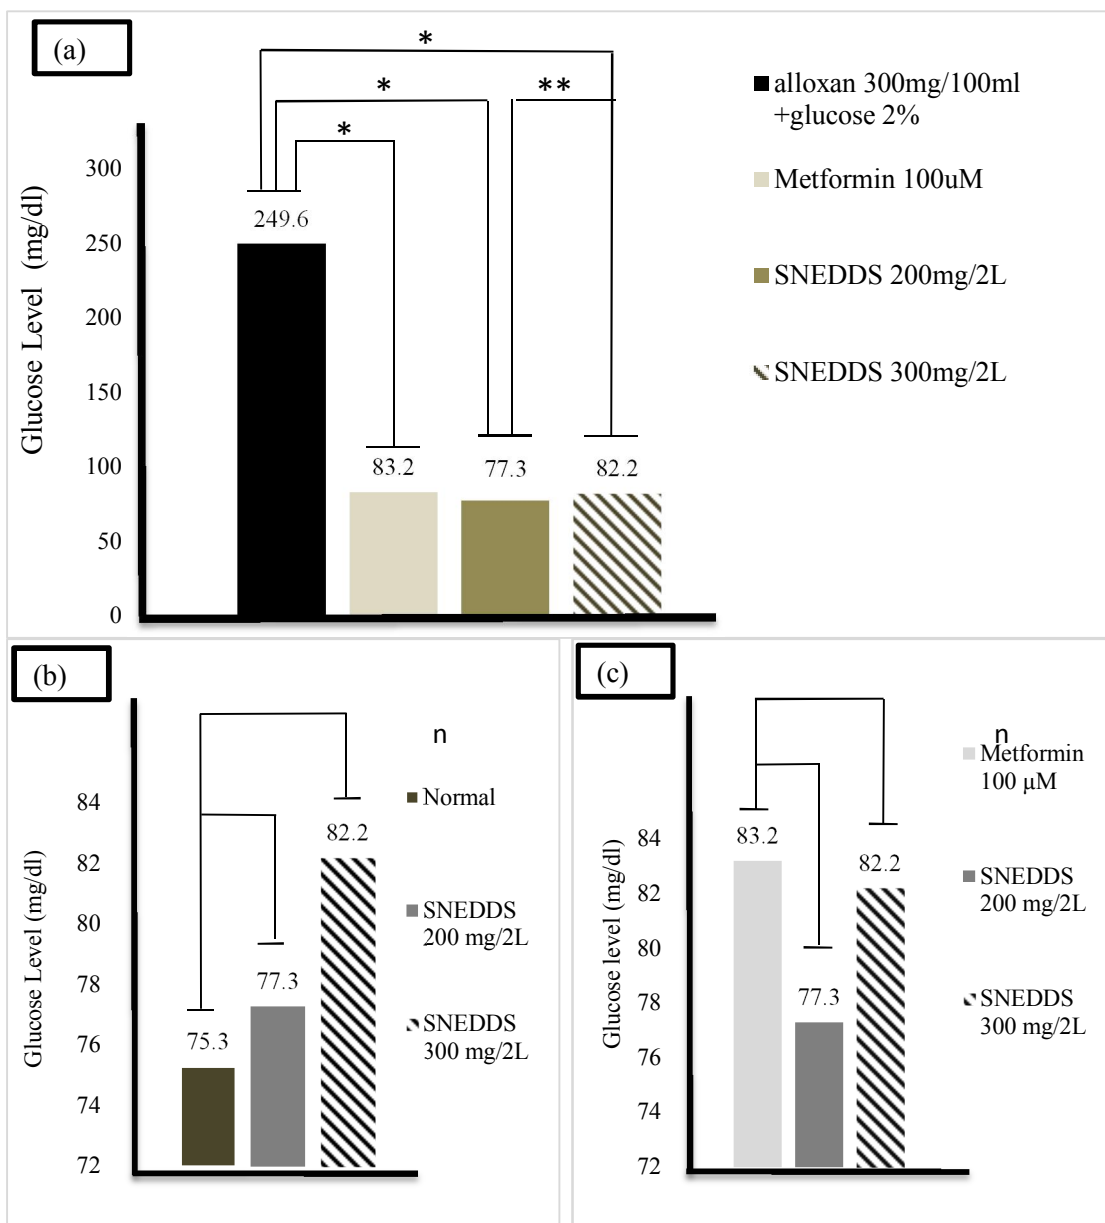 (a)
*
*
**
*
Glucose Level (mg/dl)
300
250
200
150
100
50
0
249.6
83.2
77.3
82.2
alloxan 300mg/100ml
+glucose 2%
Metformin 100uM
SNEDDS 200mg/2L
SNEDDS 300mg/2L
(b)
n
Glucose Level (mg/dl)
84
82
80
78
76
74
72
75.3
77.3
82.2
Normal
SNEDDS
200 mg/2L
SNEDDS
300 mg/2L
(c)
n
Glucose level (mg/dl)
84
82
80
78
76
74
72
83.2
77.3
82.2
Metformin
100 µM
SNEDDS
200 mg/2L
SNEDDS
300 mg/2L